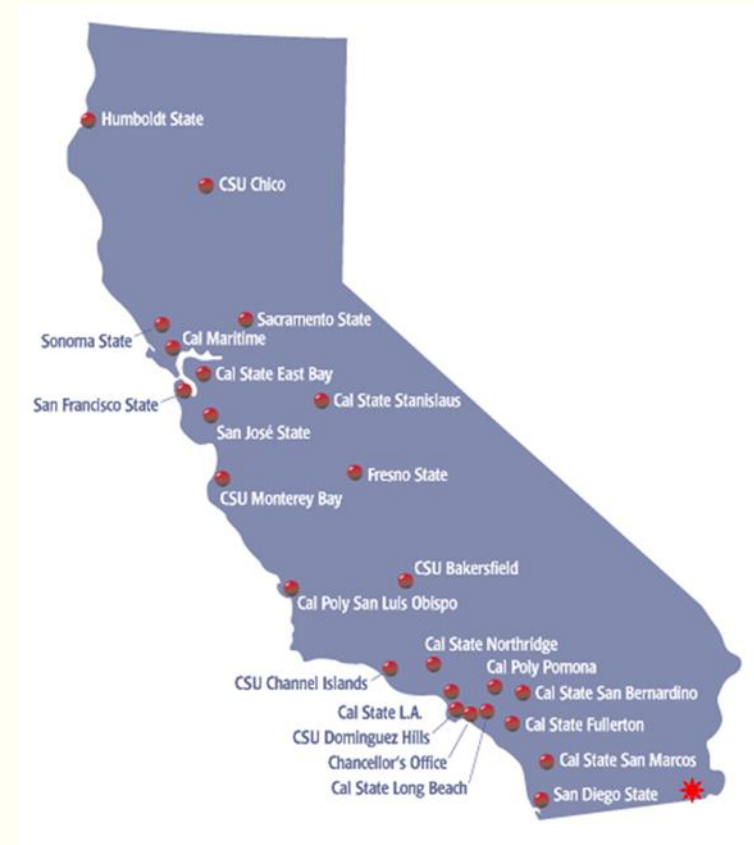 Humboldt State
CSU Chico
Sacramento State
Sonoma State
Cal Maritime
Cal State East Bay
San Francisco State
Cal State Stanislaus
San José State
Fresno State
CSU Monterey Bay
CSU Bakersfield
Cal Poly San Luis Obispo
Cal State Northridge
Cal Poly Pomona
CSU Channel Islands
Cal State San Bernardino
Cal State L.A.
Cal State Fullerton
CSU Dominguez Hills
Chancellor's Office
Cal State San Marcos
Cal State Long Beach
San Diego State